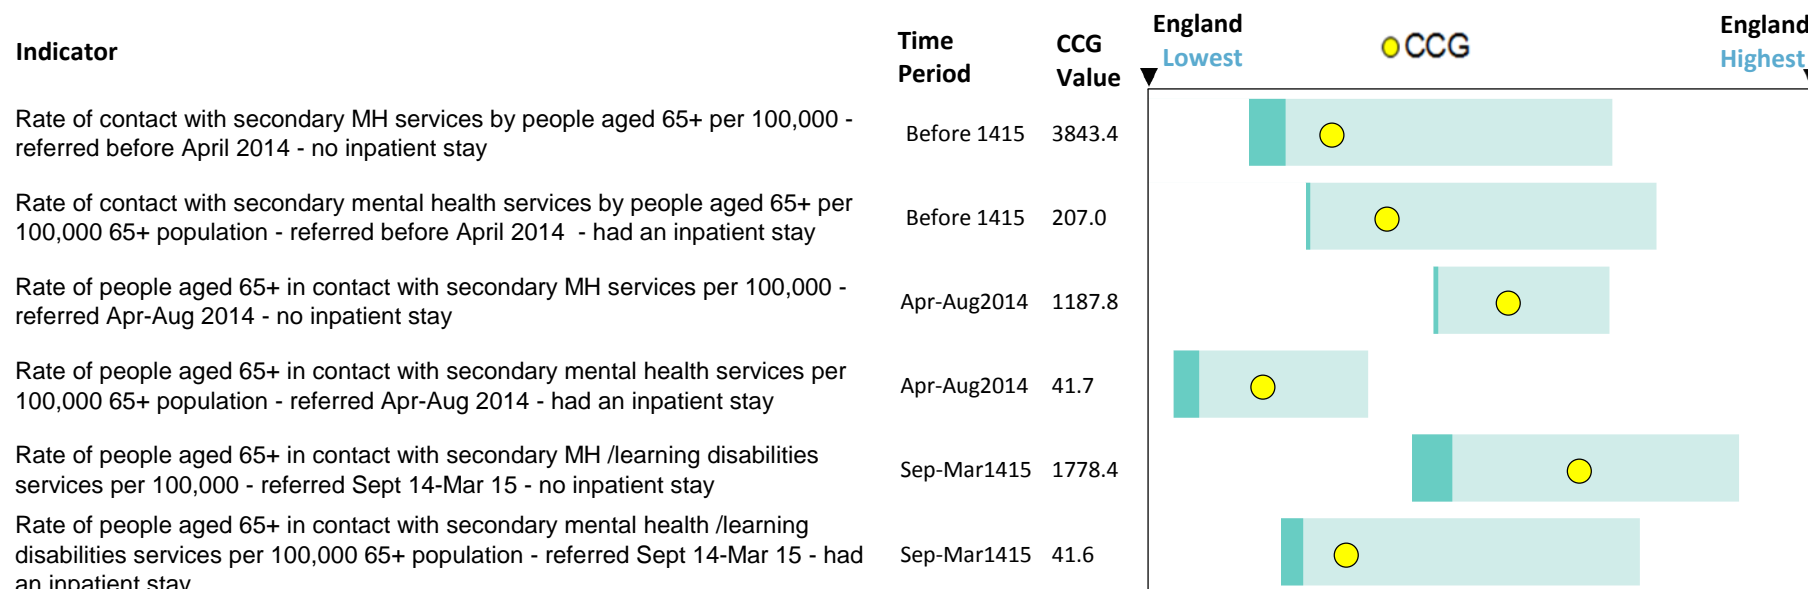 England
England
Lowest
Highest
CCG
Indicator
Time
Period
CCG
Value
Rate of contact with secondary MH services by people aged 65+ per 100,000 -
referred before April 2014 - no inpatient stay
Before 1415
3843.4
Rate of contact with secondary mental health services by people aged 65+ per
100,000 65+ population - referred before April 2014  - had an inpatient stay
Before 1415
207.0
Rate of people aged 65+ in contact with secondary MH services per 100,000 -
referred Apr-Aug 2014 - no inpatient stay
Apr-Aug2014
1187.8
Rate of people aged 65+ in contact with secondary mental health services per
100,000 65+ population - referred Apr-Aug 2014 - had an inpatient stay
Apr-Aug2014
41.7
Rate of people aged 65+ in contact with secondary MH /learning disabilities
services per 100,000 - referred Sept 14-Mar 15 - no inpatient stay
Sep-Mar1415
1778.4
Rate of people aged 65+ in contact with secondary mental health /learning
disabilities services per 100,000 65+ population - referred Sept 14-Mar 15 - had
an inpatient stay
Sep-Mar1415
41.6